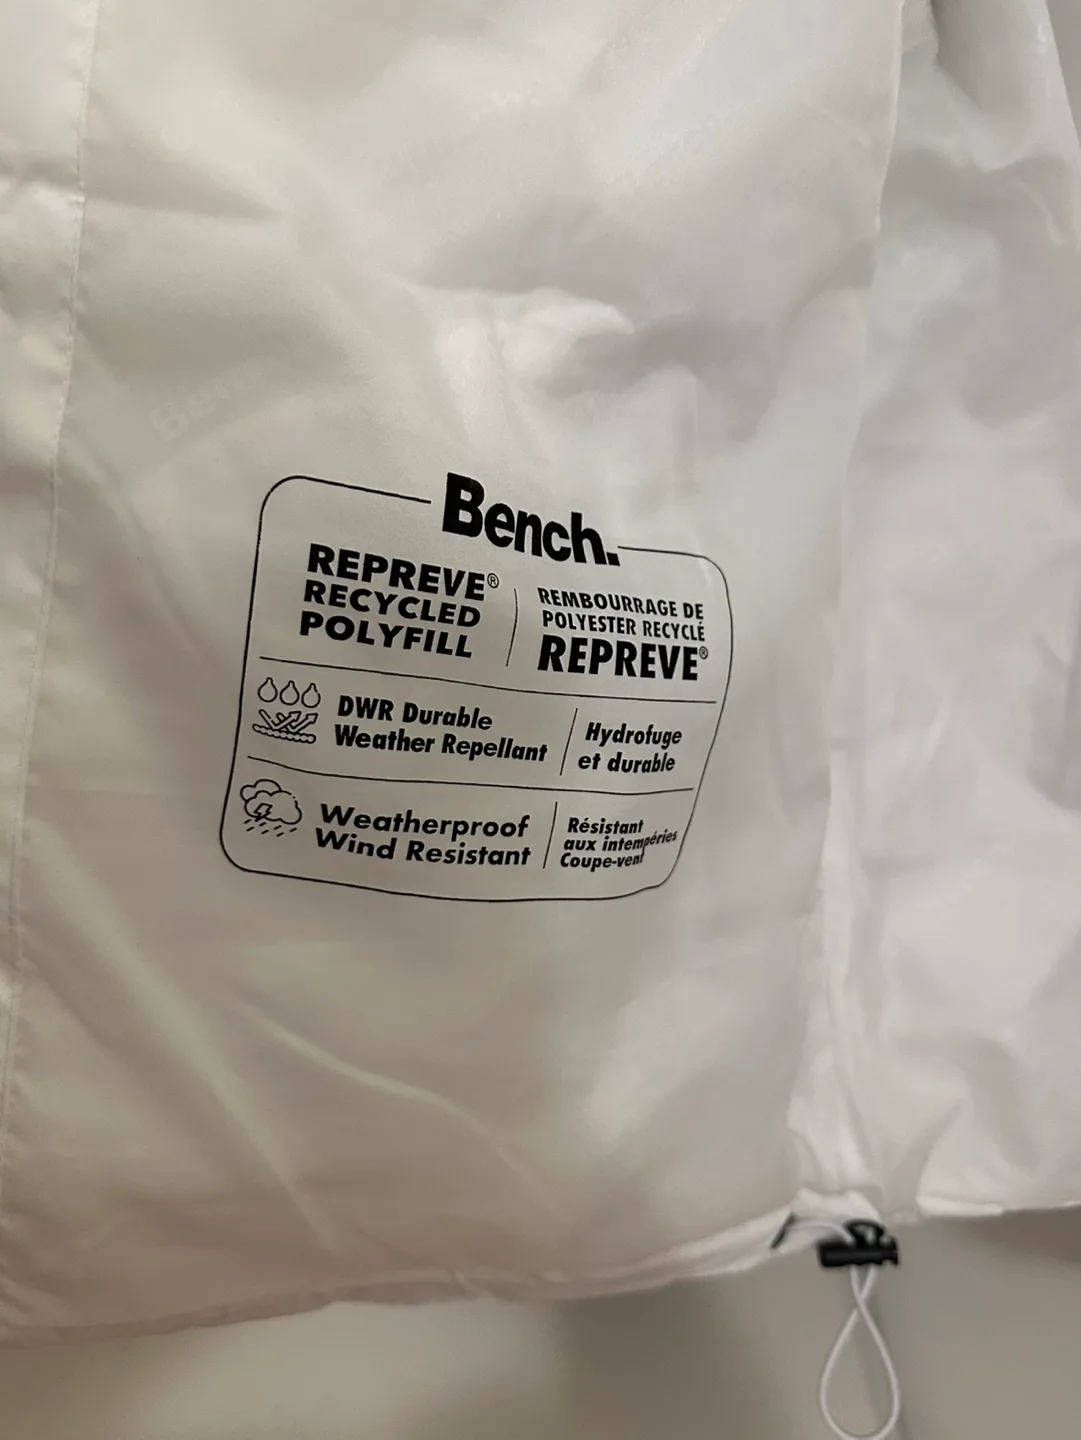 Bench.
REPREVE®
RECYCLED
POLYFILL
REMBOURRAGE DE
POLYESTER RECYCLÉ
REPREVE®
DWR Durable
Weather Repellant
Hydrofuge
et durable
Weatherproof
Wind Resistant
Résistant
aux intempéries
Coupe-vent